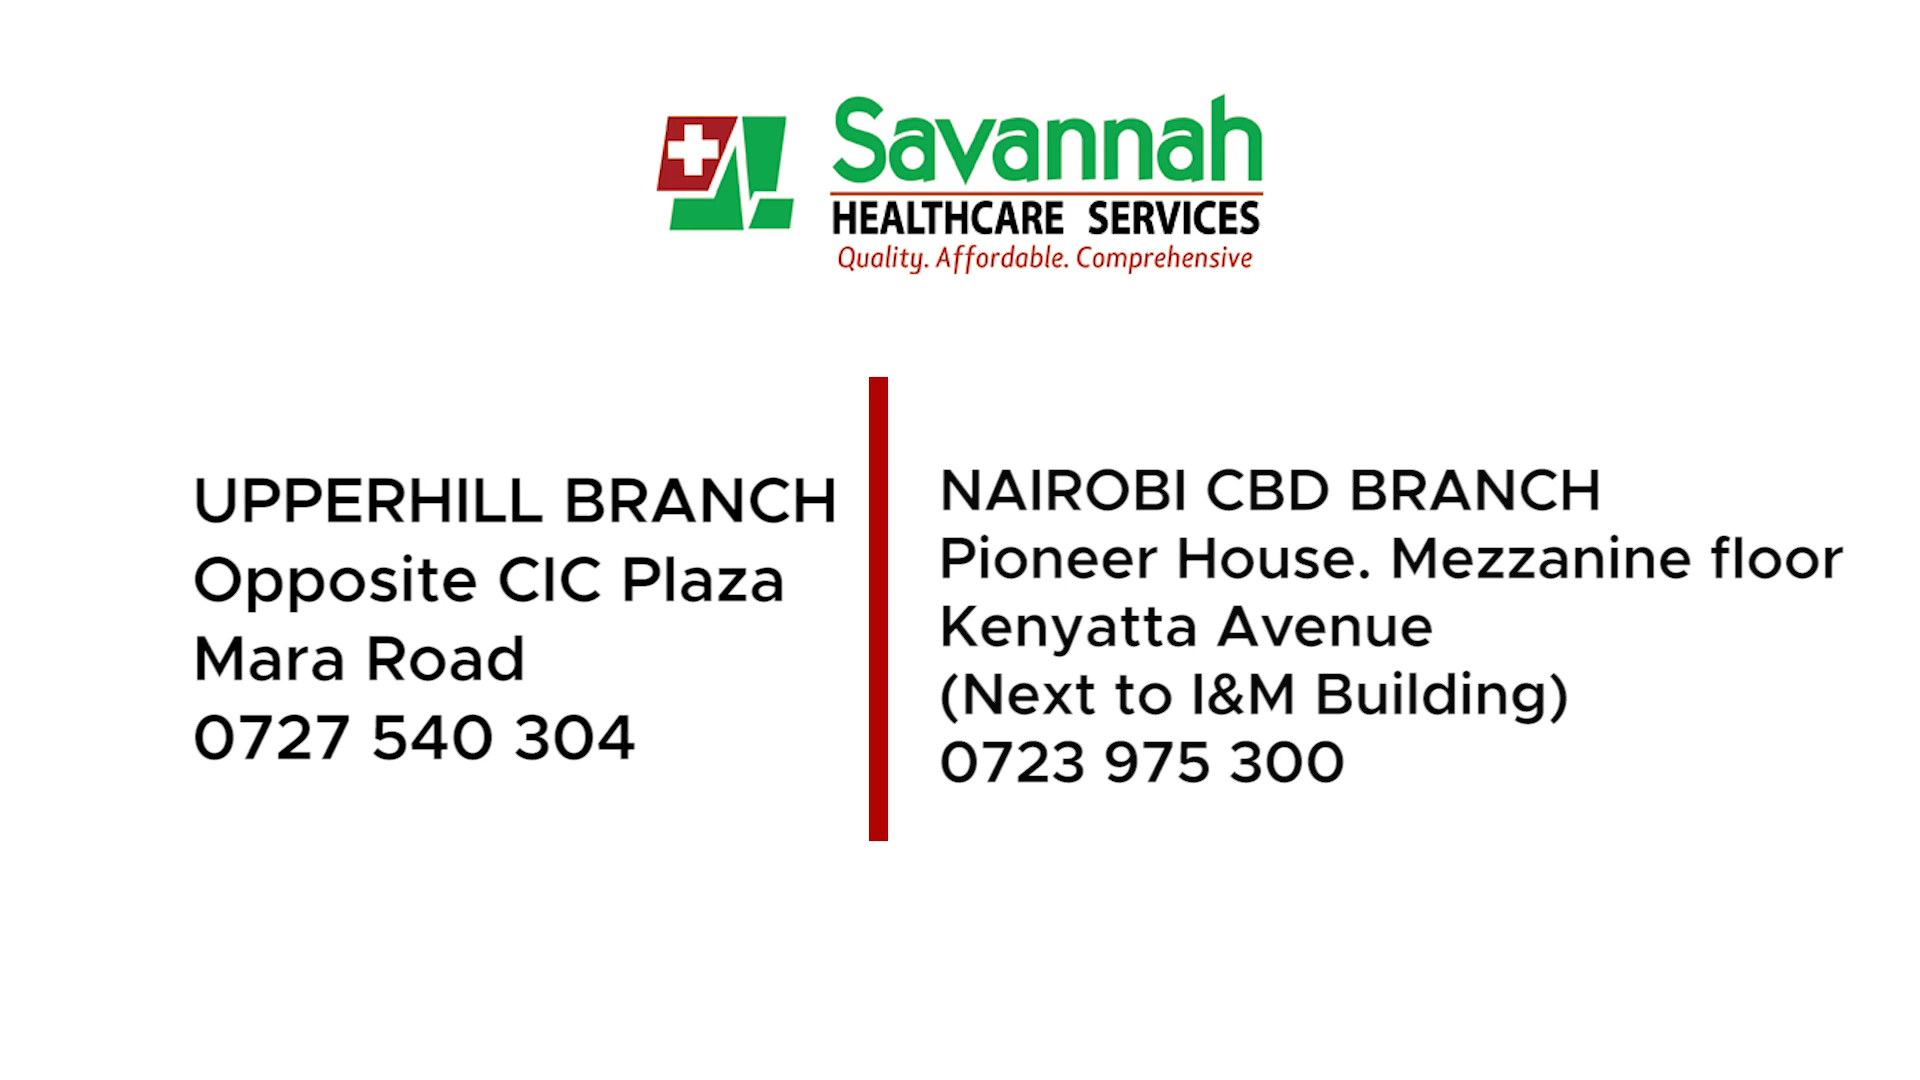 Savannah
HEALTHCARE SERVICES
Quality. Affordable. Comprehensive
UPPERHILL BRANCH
Opposite CIC Plaza
Mara Road
0727 540 304
NAIROBI CBD BRANCH
Pioneer House. Mezzanine floor
Kenyatta Avenue
(Next to I&M Building)
0723 975 300